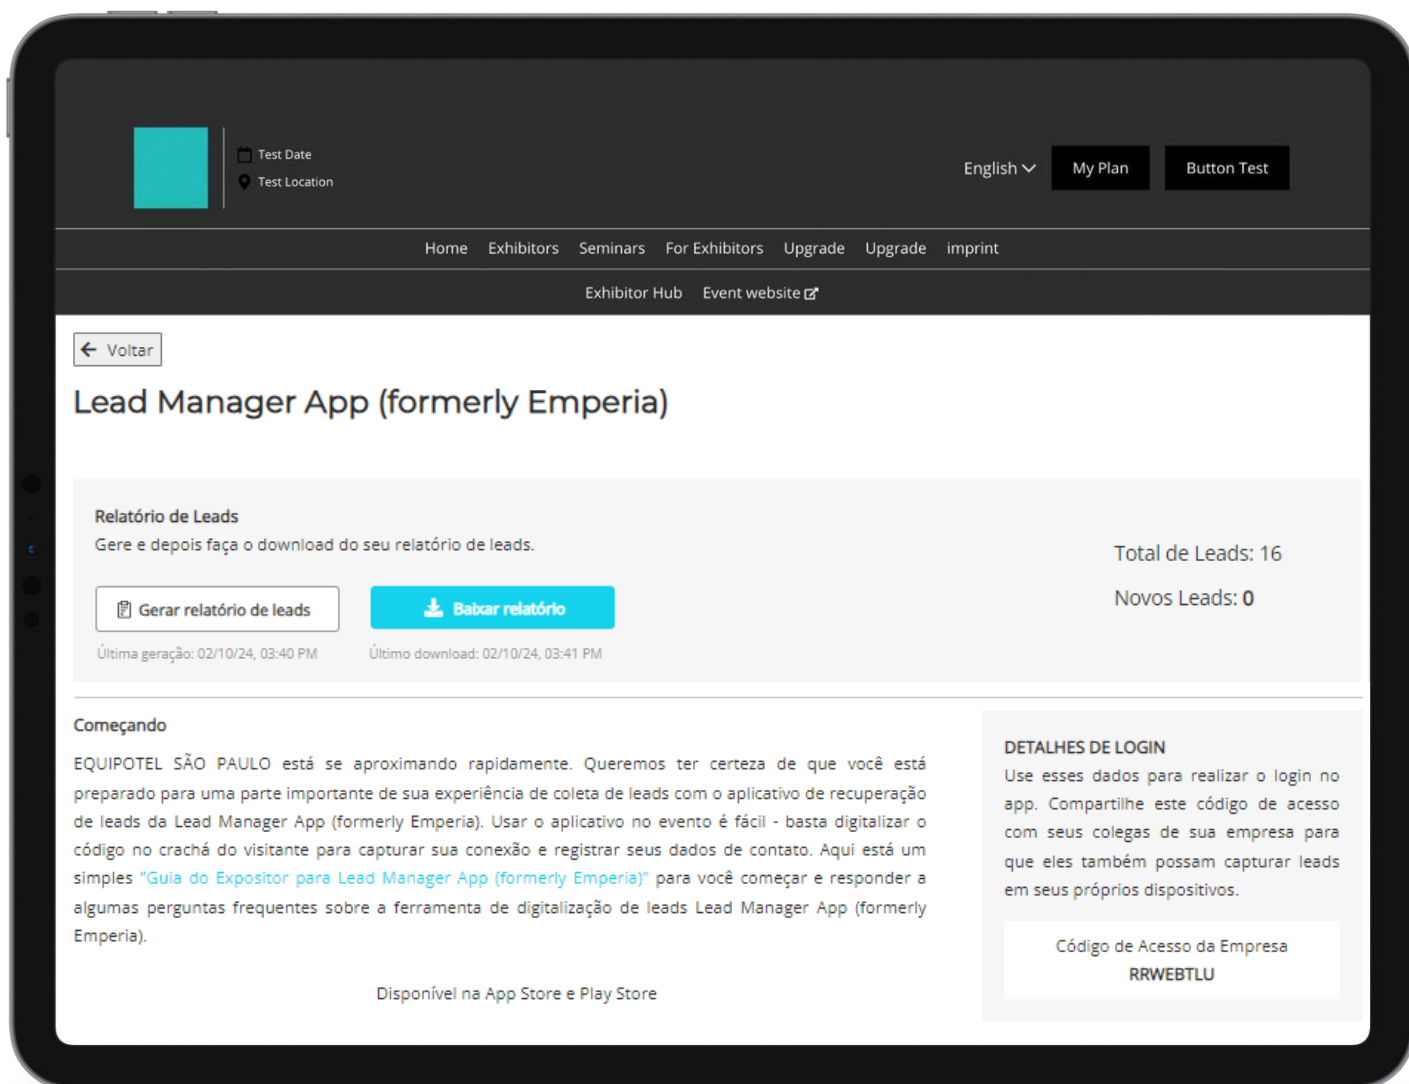 Test Date
Test Location
English
My Plan
Button Test
Home Exhibitors Seminars For Exhibitors Upgrade Upgrade imprint
Exhibitor Hub Event website
Voltar
Lead Manager App (formerly Emperia)
Relatório de Leads
Gere e depois faça o download do seu relatório de leads.
Total de Leads: 16
Novos Leads: 0
Gerar relatório de leads
Baixar relatório
Última geração: 02/10/24, 03:40 PM
Último download: 02/10/24, 03:41 PM
Começando
EQUIPOTEL SÃO PAULO está se aproximando rapidamente. Queremos ter certeza de que você está
preparado para uma parte importante de sua experiência de coleta de leads com o aplicativo de recuperação
de leads da Lead Manager App (formerly Emperia). Usar o aplicativo no evento é fácil - basta digitalizar o
código no crachá do visitante para capturar sua conexão e registrar seus dados de contato. Aqui está um
simples "Guia do Expositor para Lead Manager App (formerly Emperia)" para você começar e responder a
algumas perguntas frequentes sobre a ferramenta de digitalização de leads Lead Manager App (formerly
Emperia).
Disponível na App Store e Play Store
DETALHES DE LOGIN
Use esses dados para realizar o login no
app. Compartilhe este código de acesso
com seus colegas de sua empresa para
que eles também possam capturar leads
em seus próprios dispositivos.
Código de Acesso da Empresa
RRWEBTLU